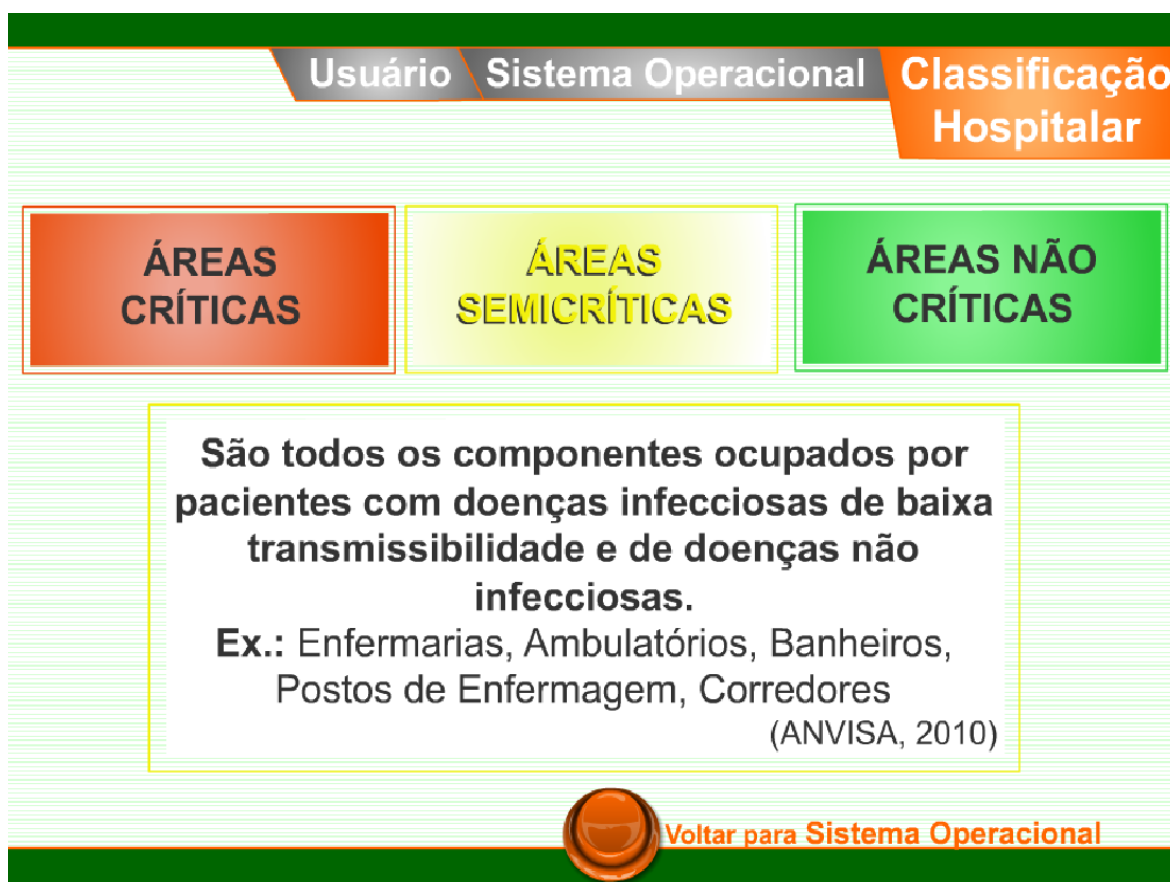 Usuário
Sistema Operacional
Classificação
Hospitalar
ÁREAS
CRÍTICAS
ÁREAS
SEMICRÍTICAS
ÁREAS NÃO
CRÍTICAS
São todos os componentes ocupados por
pacientes com doenças infecciosas de baixa
transmissibilidade e de doenças não
infecciosas.
Ex.: Enfermarias, Ambulatórios, Banheiros,
Postos de Enfermagem, Corredores
(ANVISA, 2010)
Voltar para Sistema Operacional